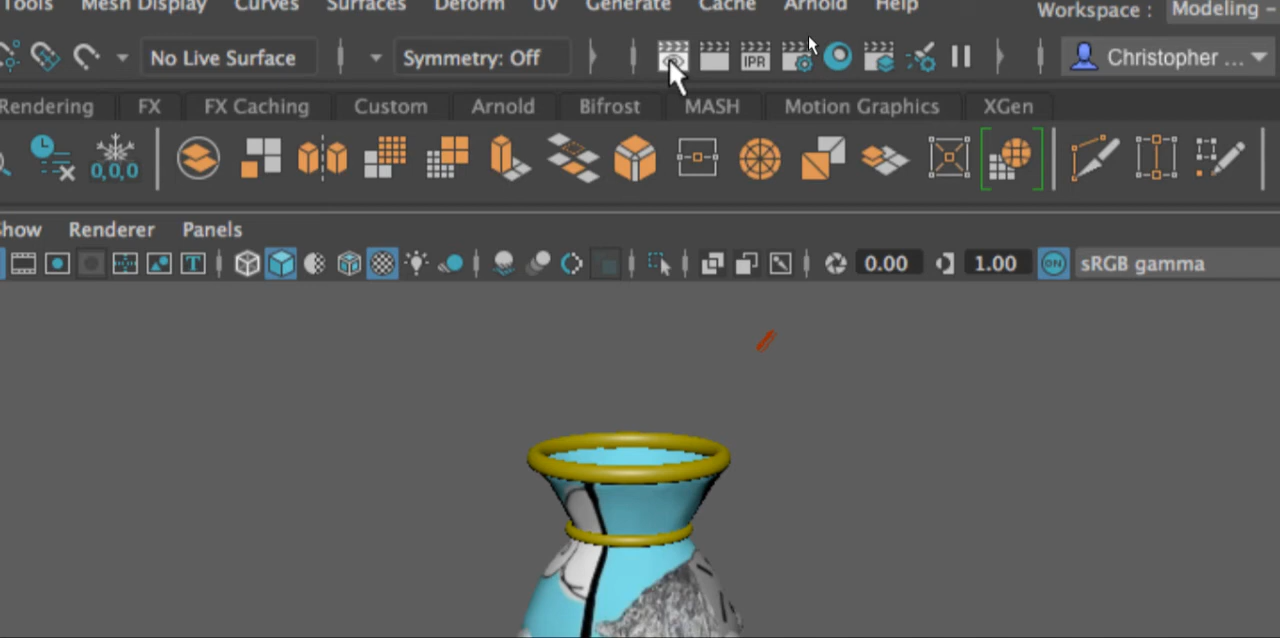 Tools Mesh Display Curves Surfaces Deform UV Generate Cache Arnold Help Workspace : Modeling
No Live Surface Symmetry: Off IPR Christopher ...
Rendering FX FX Caching Custom Arnold Bifrost MASH Motion Graphics XGen
0,0,0
Show Renderer Panels
T 0.00 1.00 ON sRGB gamma